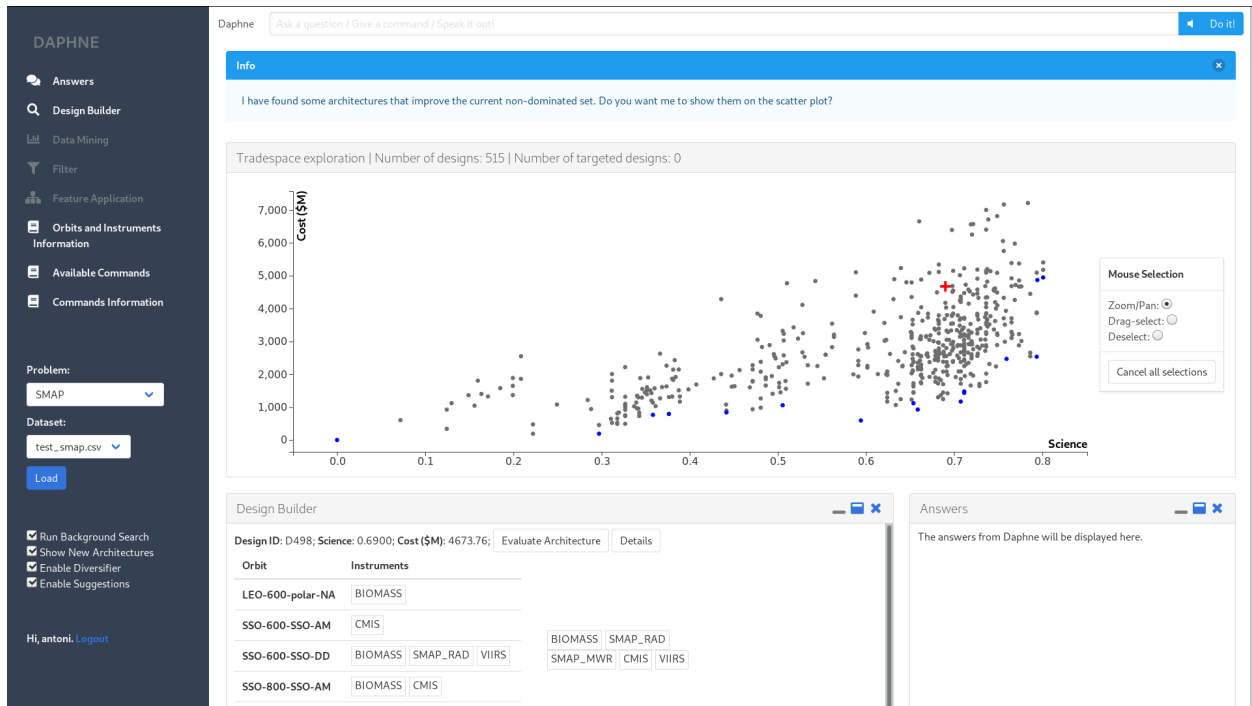 DAPHNE
Answers
Design Builder
Data Mining
Filter
Feature Application
Orbits and Instruments
Information
Available Commands
Commands Information
Problem:
SMAP
Dataset:
test_smap.csv
Load
Run Background Search
Show New Architectures
Enable Diversifier
Enable Suggestions
Hi, antoni. Logout
Daphne Ask a question / Give a command / Speak it out! Do it!
Info
I have found some architectures that improve the current non-dominated set. Do you want me to show them on the scatter plot?
Tradespace exploration | Number of designs: 515 | Number of targeted designs: 0
Cost ($M)
7,000
6,000
5,000
4,000
3,000
2,000
1,000
0
Science
0.0 0.1 0.2 0.3 0.4 0.5 0.6 0.7 0.8
Mouse Selection
Zoom/Pan:
Drag-select:
Deselect:
Cancel all selections
Design Builder
Design ID: D498; Science: 0.6900; Cost ($M): 4673.76; Evaluate Architecture Details
Orbit Instruments
LEO-600-polar-NA BIOMASS
SSO-600-SSO-AM CMIS
SSO-600-SSO-DD BIOMASS SMAP_RAD VIIRS
SSO-800-SSO-AM BIOMASS CMIS
BIOMASS SMAP_RAD
SMAP_MWR CMIS VIIRS
Answers
The answers from Daphne will be displayed here.